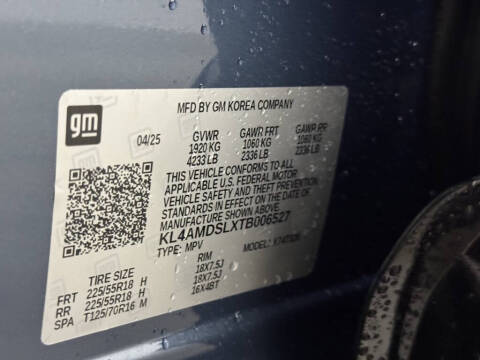 gm
MFD BY GM KOREA COMPANY
04/25 GVWR GAWR FRT GAWR RR
1920 KG 1060 KG 1060 KG
4233 LB 2336 LB 2336 LB
THIS VEHICLE CONFORMS TO ALL
APPLICABLE U.S. FEDERAL MOTOR
VEHICLE SAFETY AND THEFT PREVENTION
STANDARDS IN EFFECT ON THE DATE OF
MANUFACTURE SHOWN ABOVE.
KL4AMDSLXTB006527
TYPE: MPV MODEL:
TIRE SIZE RIM
FRT 225/55R18 H 18X7.5J
RR 225/55R18 H 18X7.5J
SPA T125/70R16 M 16X4BT